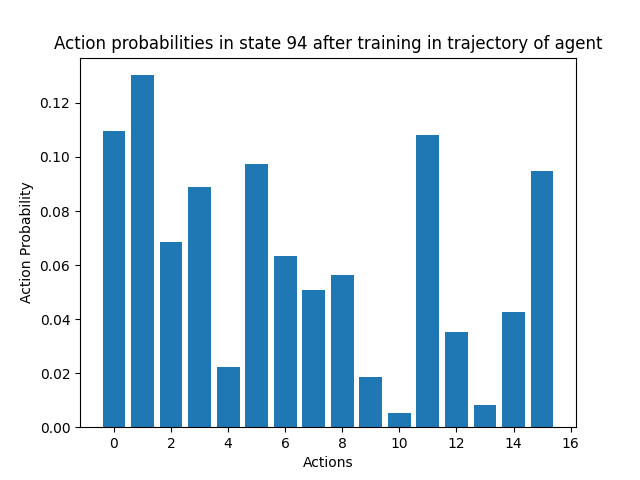 Action probabilities in state 94 after training in trajectory of agent
0.12
0.10
0.08
0.06
0.04
0.02
0.00
Action Probability
0 2 4 6 8 10 12 14 16
Actions